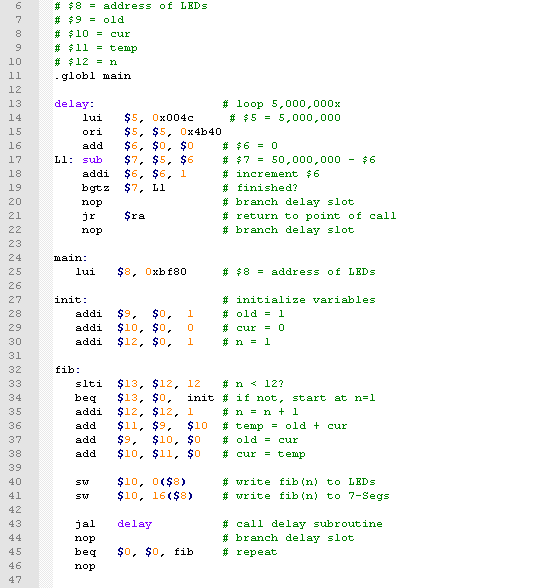 6 # $8 = address of LEDs
7 # $9 = old
8 # $10 = cur
9 # $11 = temp
10 # $12 = n
11 .globl main
12
13 delay: # loop 5,000,000x
14 lui $5, 0x004c # $5 = 5,000,000
15 ori $5, $5, 0x4b40
16 add $6, $0, $0 # $6 = 0
17 L1: sub $7, $5, $6 # $7 = 50,000,000 - $6
18 addi $6, $6, 1 # increment $6
19 bgtz $7, L1 # finished?
20 nop # branch delay slot
21 jr $ra # return to point of call
22 nop # branch delay slot
23
24 main:
25 lui $8, 0xbf80 # $8 = address of LEDs
26
27 init: # initialize variables
28 addi $9, $0, 1 # old = 1
29 addi $10, $0, 0 # cur = 0
30 addi $12, $0, 1 # n = 1
31
32 fib:
33 slti $13, $12, 12 # n < 12?
34 beq $13, $0, init # if not, start at n=1
35 addi $12, $12, 1 # n = n + 1
36 add $11, $9, $10 # temp = old + cur
37 add $9, $10, $0 # old = cur
38 add $10, $11, $0 # cur = temp
39
40 sw $10, 0($8) # write fib(n) to LEDs
41 sw $10, 16($8) # write fib(n) to 7-Segs
42
43 jal delay # call delay subroutine
44 nop # branch delay slot
45 beq $0, $0, fib # repeat
46 nop
47